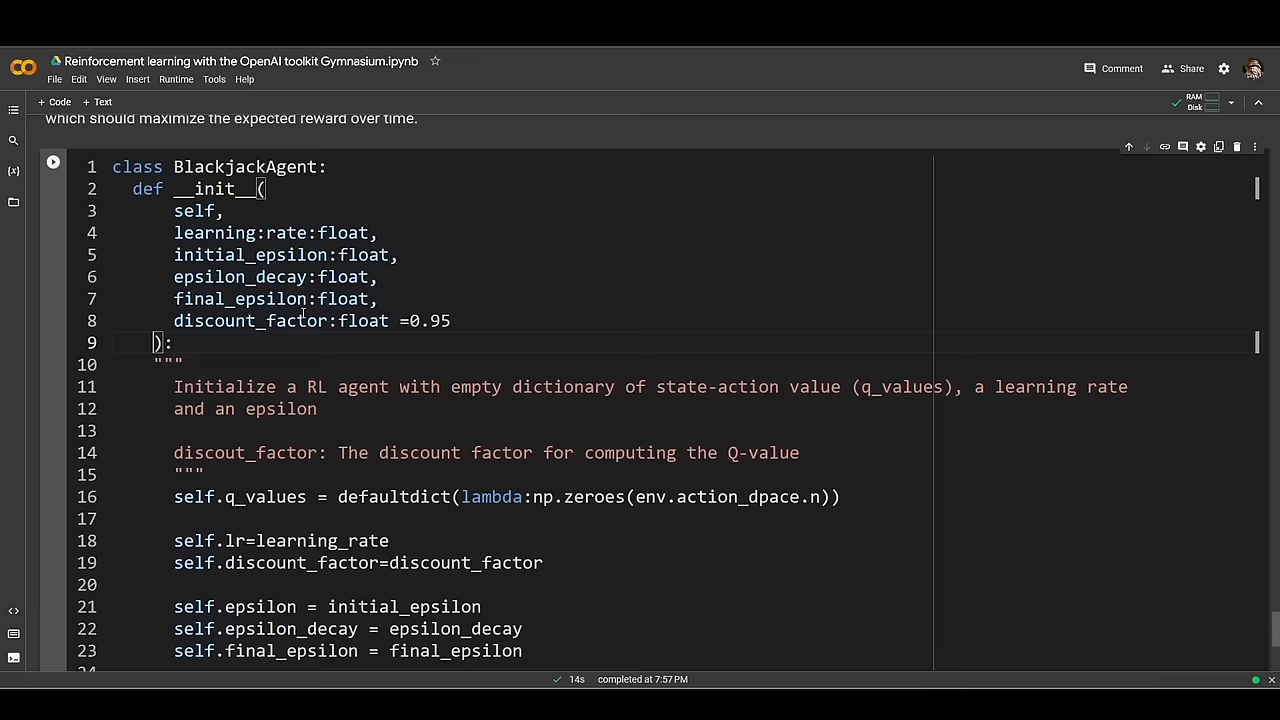 Reinforcement learning with the OpenAI toolkit Gymnasium.ipynb
File Edit View Insert Runtime Tools Help
Comment Share
+ Code + Text
RAM
Disk
which should maximize the expected reward over time.
1 class BlackjackAgent:
2 def __init__(
3 self,
4 learning:rate:float,
5 initial_epsilon:float,
6 epsilon_decay:float,
7 final_epsilon:float,
8 discount_factor:float =0.95
9 ):
10 """
11 Initialize a RL agent with empty dictionary of state-action value (q_values), a learning rate
12 and an epsilon
13
14 discout_factor: The discount factor for computing the Q-value
15 """
16 self.q_values = defaultdict(lambda:np.zeroes(env.action_dpace.n))
17
18 self.lr=learning_rate
19 self.discount_factor=discount_factor
20
21 self.epsilon = initial_epsilon
22 self.epsilon_decay = epsilon_decay
23 self.final_epsilon = final_epsilon
24
14s completed at 7:57PM